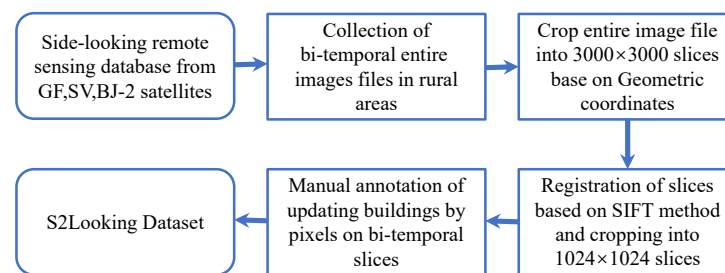 Side-looking remote
sensing database from
GF,SV,BJ-2 satellites
Collection of
bi-temporal entire
images files in rural
areas
Crop entire image file
into 3000×3000 slices
base on Geometric
coordinates
Registration of slices
based on SIFT method
and cropping into
1024×1024 slices
Manual annotation of
updating buildings by
pixels on bi-temporal
slices
S2Looking Dataset